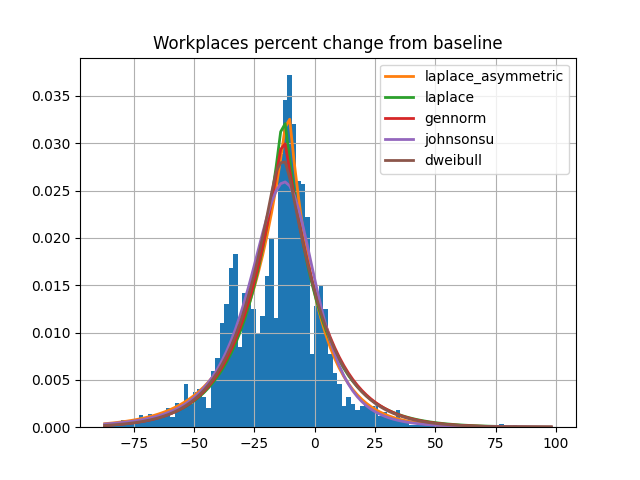 Workplaces percent change from baseline
laplace_asymmetric
laplace
gennorm
johnsonsu
dweibull
0.035
0.030
0.025
0.020
0.015
0.010
0.005
0.000
−75 −50 −25 0 25 50 75 100